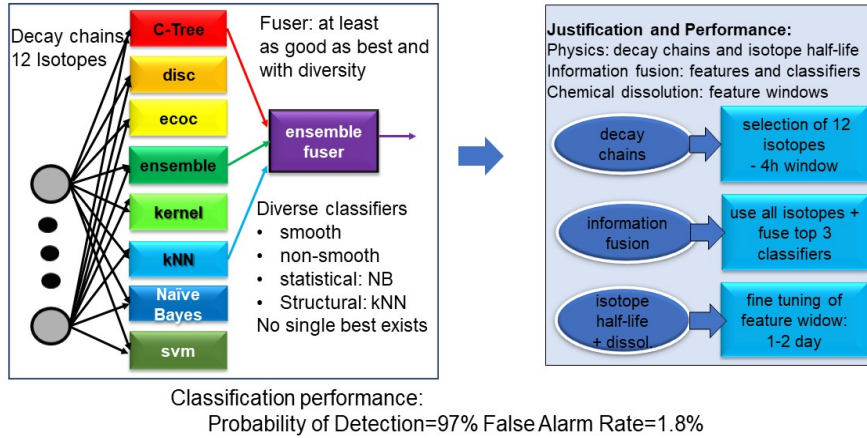 Decay chains:
12 Isotopes
C-Tree
disc
ecoc
ensemble
kernel
kNN
Naïve
Bayes
svm
Fuser: at least
as good as best and
with diversity
ensemble
fuser
Diverse classifiers
• smooth
• non-smooth
• statistical: NB
• Structural: kNN
No single best exists
Justification and Performance:
Physics: decay chains and isotope half-life
Information fusion: features and classifiers
Chemical dissolution: feature windows
decay
chains
selection of 12
isotopes
- 4h window
information
fusion
use all isotopes +
fuse top 3
classifiers
isotope
half-life
+ dissol.
fine tuning of
feature widow:
1-2 day
Classification performance:
Probability of Detection=97% False Alarm Rate=1.8%